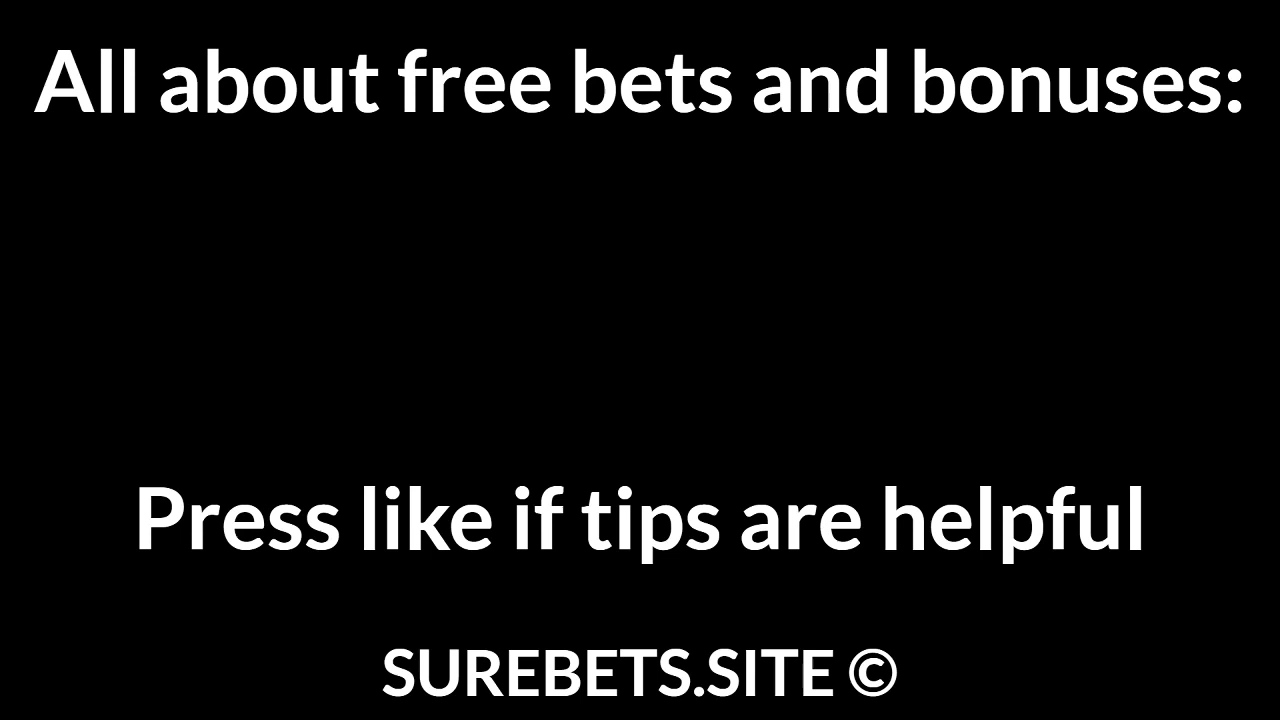 All about free bets and bonuses:
Press like if tips are helpful
SUREBETS.SITE ©